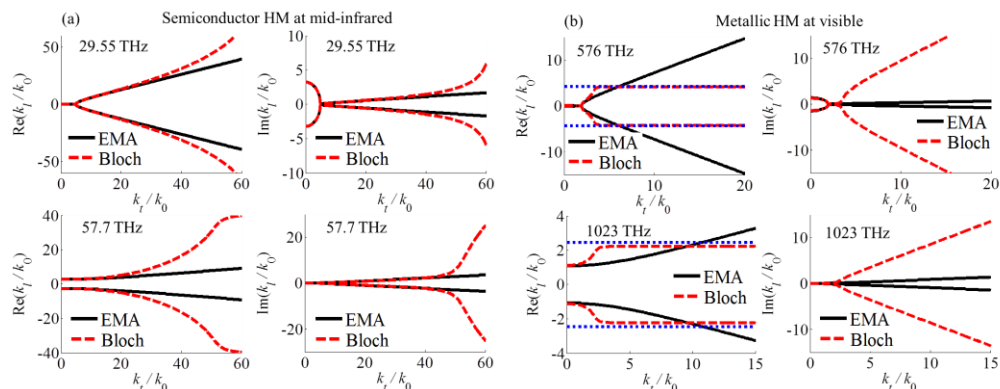 (a) Semiconductor HM at mid-infrared
29.55 THz
Re(k_l / k_0)
50
0
-50
EMA
Bloch
0 20 40 60
k_t / k_0
29.55 THz
Im(k_l / k_0)
10
5
0
-5
-10
EMA
Bloch
0 20 40 60
k_t / k_0
57.7 THz
Re(k_l / k_0)
40
20
0
-20
-40
EMA
Bloch
0 20 40 60
k_t / k_0
57.7 THz
Im(k_l / k_0)
20
0
-20
EMA
Bloch
0 20 40 60
k_t / k_0
(b) Metallic HM at visible
576 THz
Re(k_l / k_0)
10
0
-10
EMA
Bloch
0 5 10 15 20
k_t / k_0
576 THz
Im(k_l / k_0)
10
0
-10
EMA
Bloch
0 5 10 15 20
k_t / k_0
1023 THz
Re(k_l / k_0)
4
2
0
-2
-4
EMA
Bloch
0 5 10 15
k_t / k_0
1023 THz
Im(k_l / k_0)
10
0
-10
EMA
Bloch
0 5 10 15
k_t / k_0